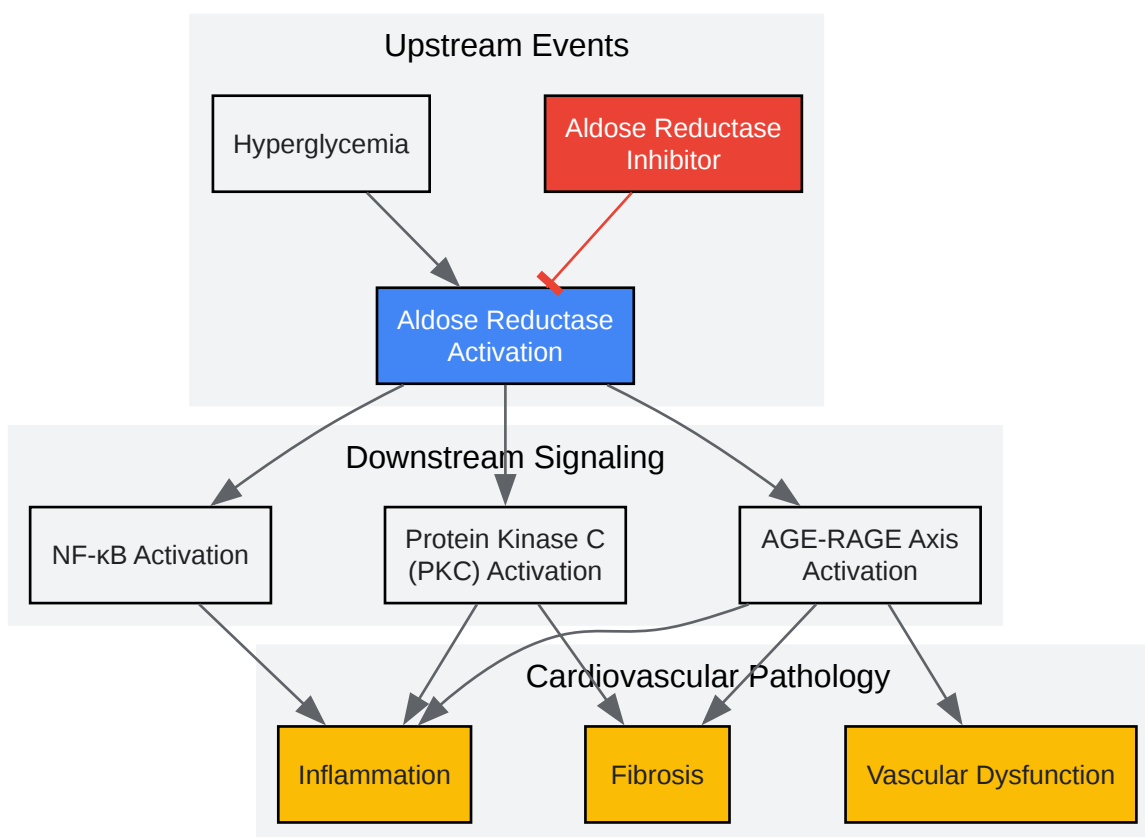 Upstream Events
Hyperglycemia
Aldose Reductase
Inhibitor
Aldose Reductase
Activation
Downstream Signaling
NF-κB Activation
Protein Kinase C
(PKC) Activation
AGE-RAGE Axis
Activation
Cardiovascular Pathology
Inflammation
Fibrosis
Vascular Dysfunction